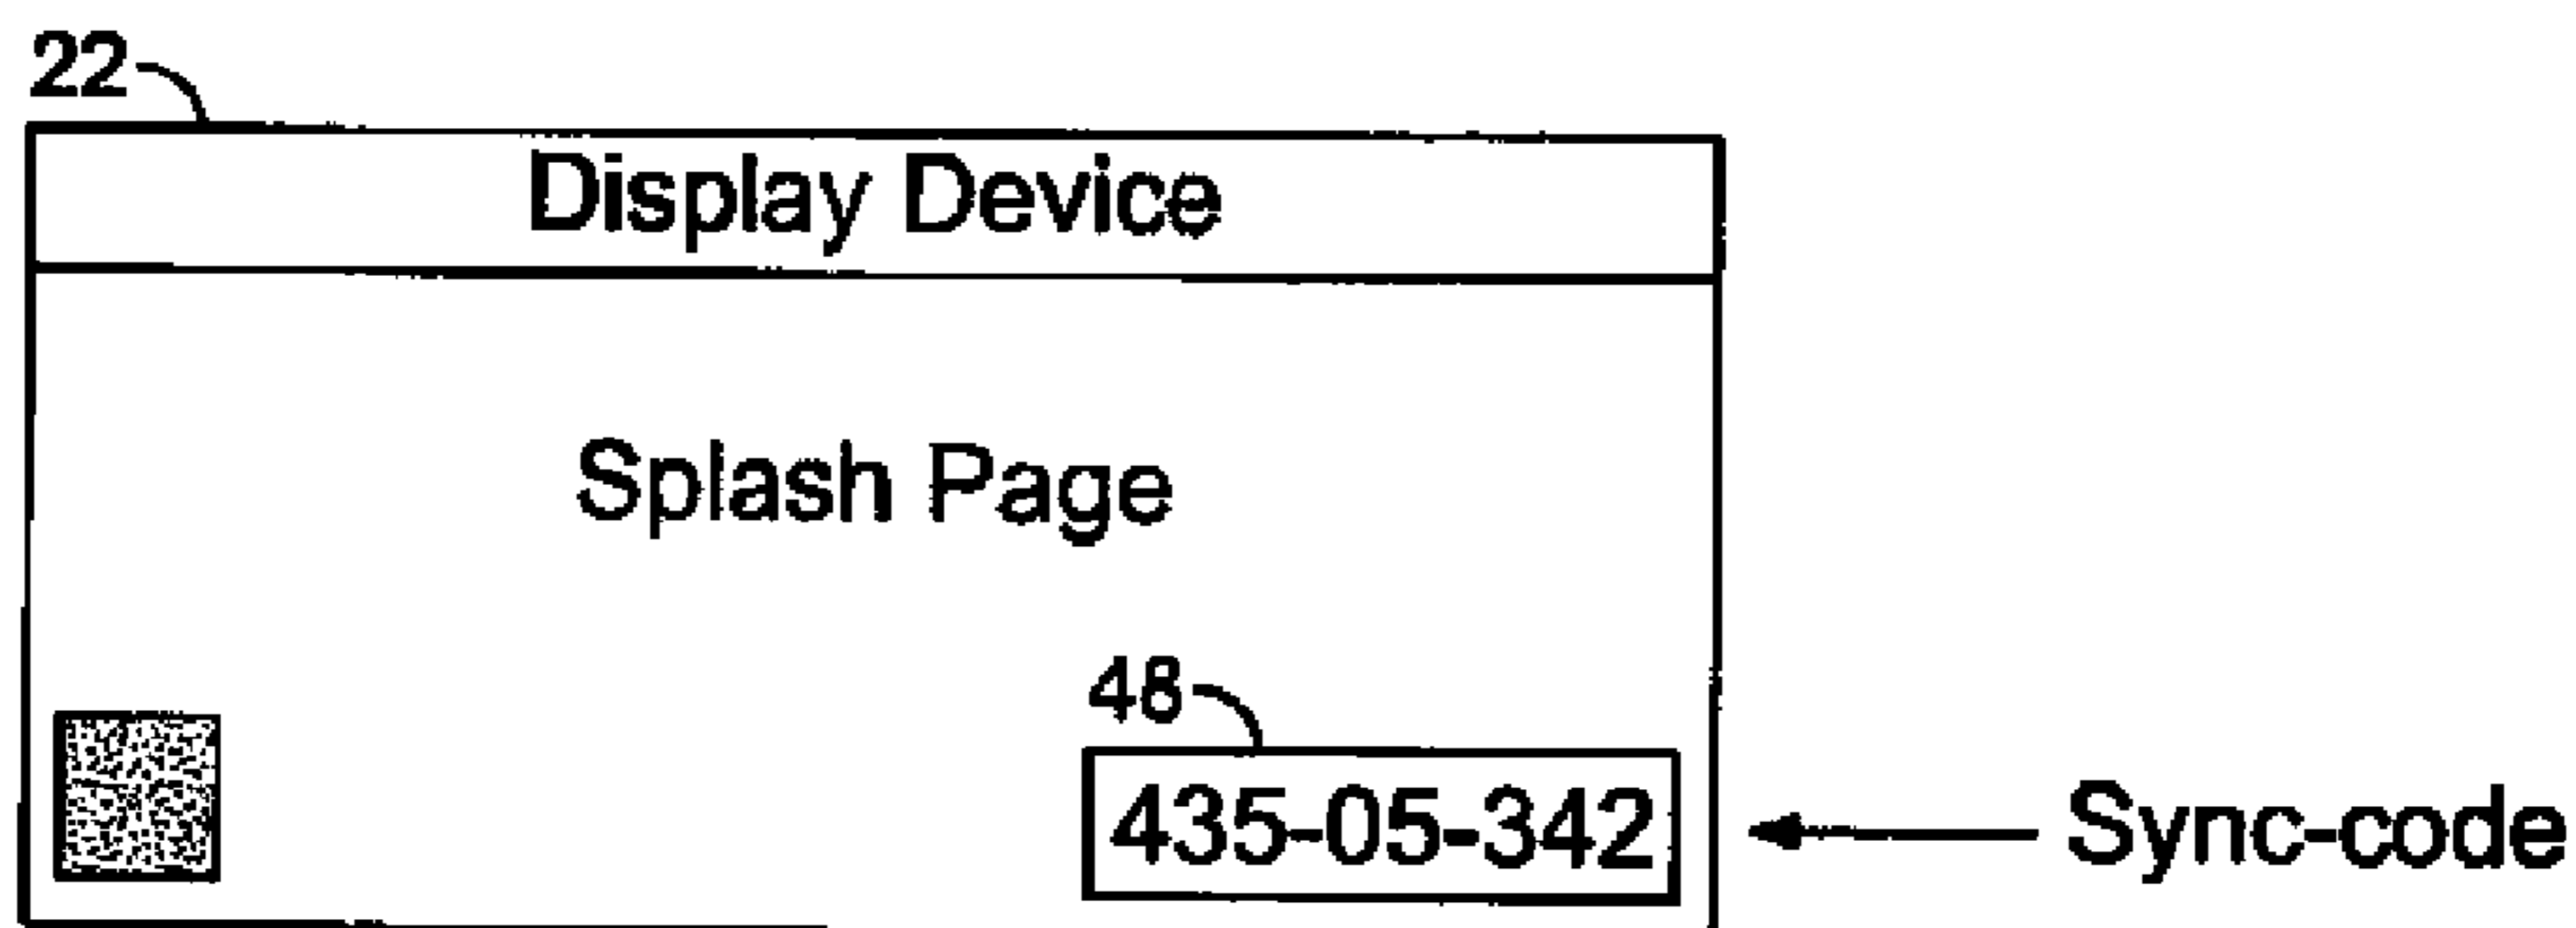 22
Display Device
Splash Page
48
435-05-342
Sync-code